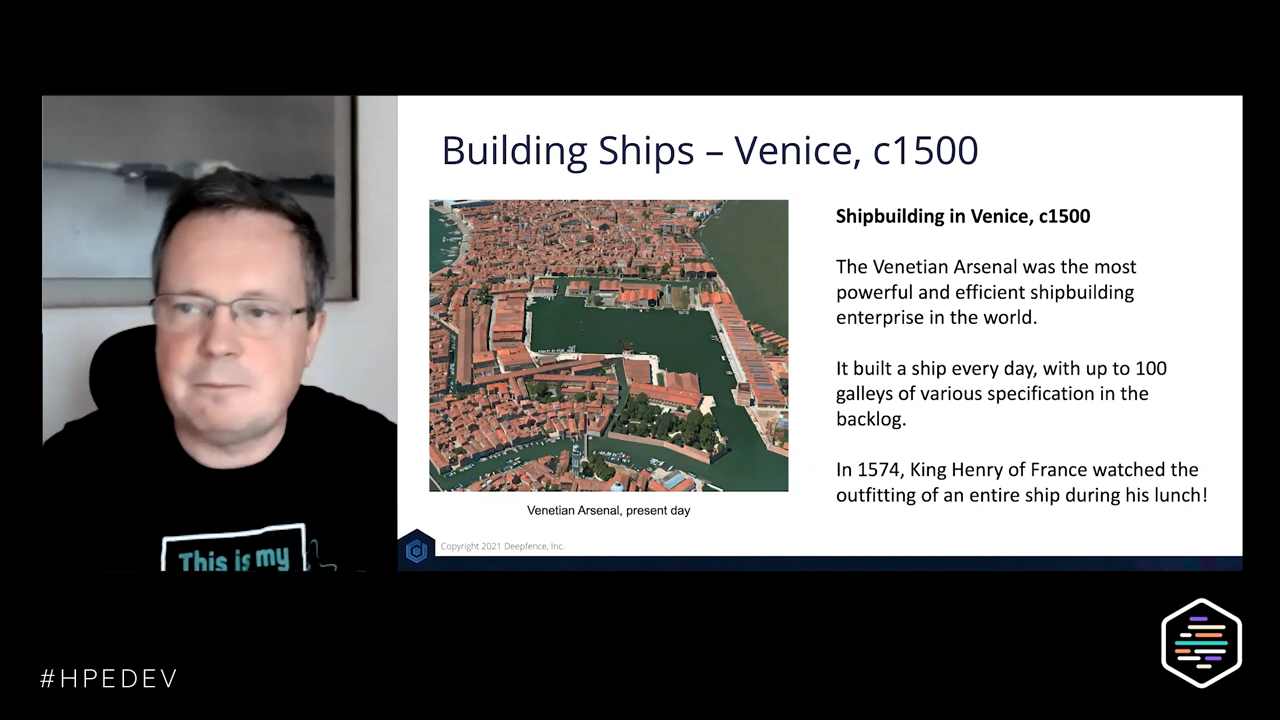 Building Ships – Venice, c1500
Shipbuilding in Venice, c1500
The Venetian Arsenal was the most
powerful and efficient shipbuilding
enterprise in the world.
It built a ship every day, with up to 100
galleys of various specification in the
backlog.
In 1574, King Henry of France watched the
outfitting of an entire ship during his lunch!
Venetian Arsenal, present day
Copyright 2021 Deepfence, Inc.
This is my
#HPEDEV